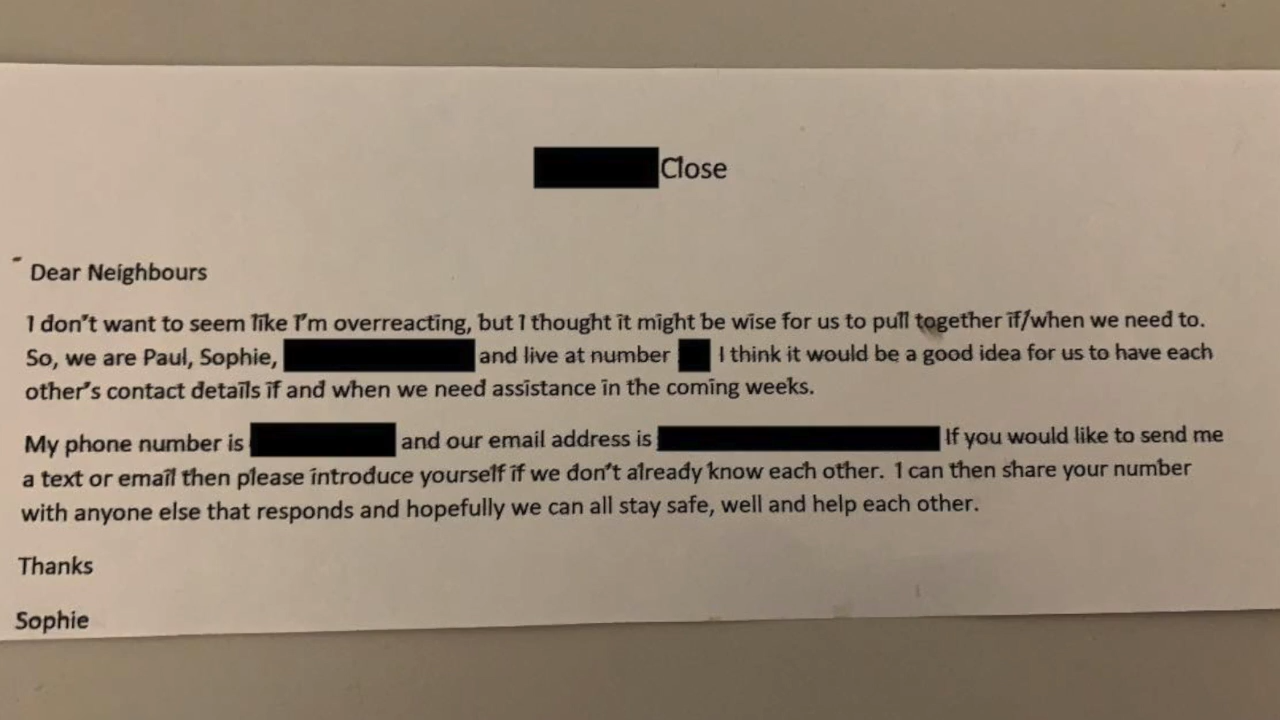 Close
Dear Neighbours
I don't want to seem like I'm overreacting, but I thought it might be wise for us to pull together if/when we need to.
So, we are Paul, Sophie, and live at number I think it would be a good idea for us to have each
other's contact details if and when we need assistance in the coming weeks.
My phone number is and our email address is If you would like to send me
a text or email then please introduce yourself if we don't already know each other. I can then share your number
with anyone else that responds and hopefully we can all stay safe, well and help each other.
Thanks
Sophie